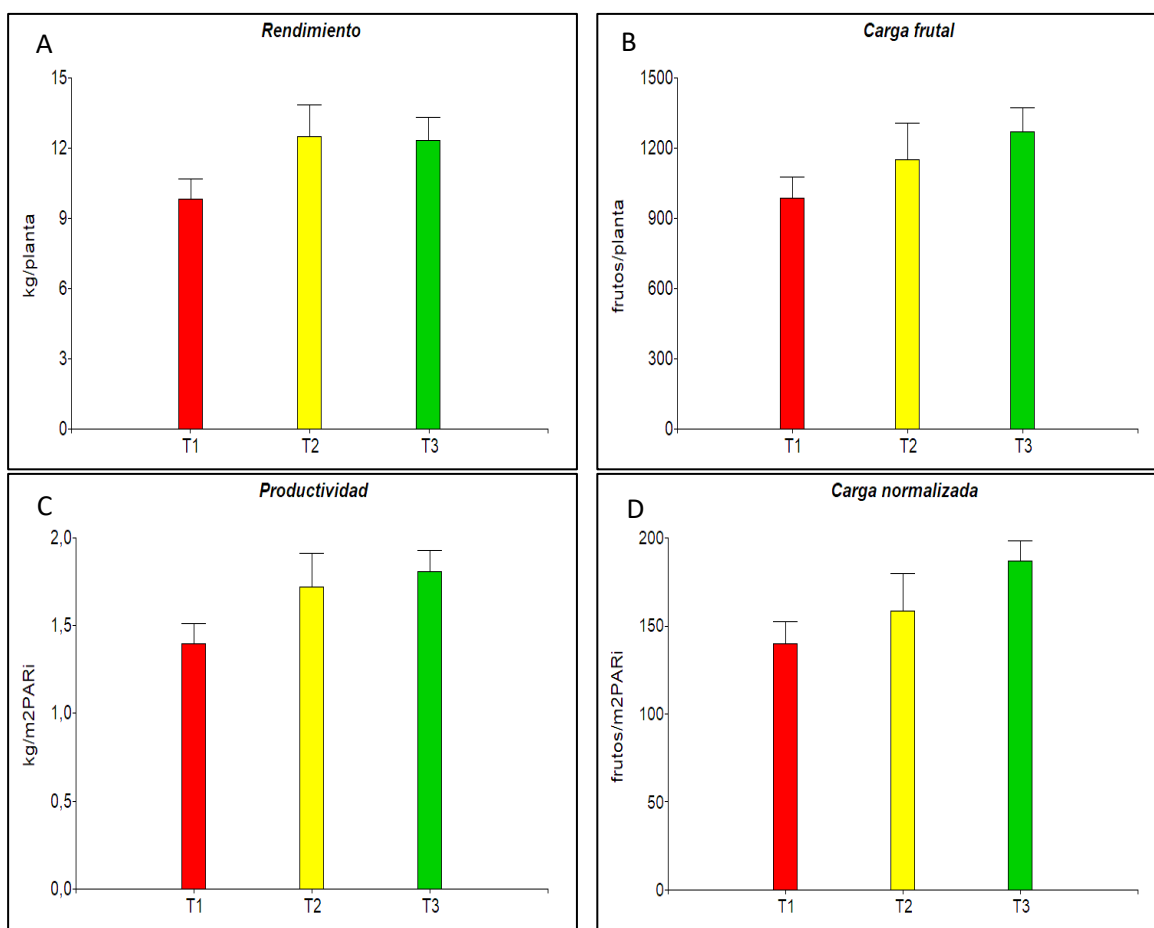 A
Rendimiento
kg/planta
15
12
9
6
3
0
T1 T2 T3
B
Carga frutal
frutos/planta
1500
1200
900
600
300
0
T1 T2 T3
C
Productividad
kg/m2PARi
2,0
1,5
1,0
0,5
0,0
T1 T2 T3
D
Carga normalizada
frutos/m2PARi
200
150
100
50
0
T1 T2 T3